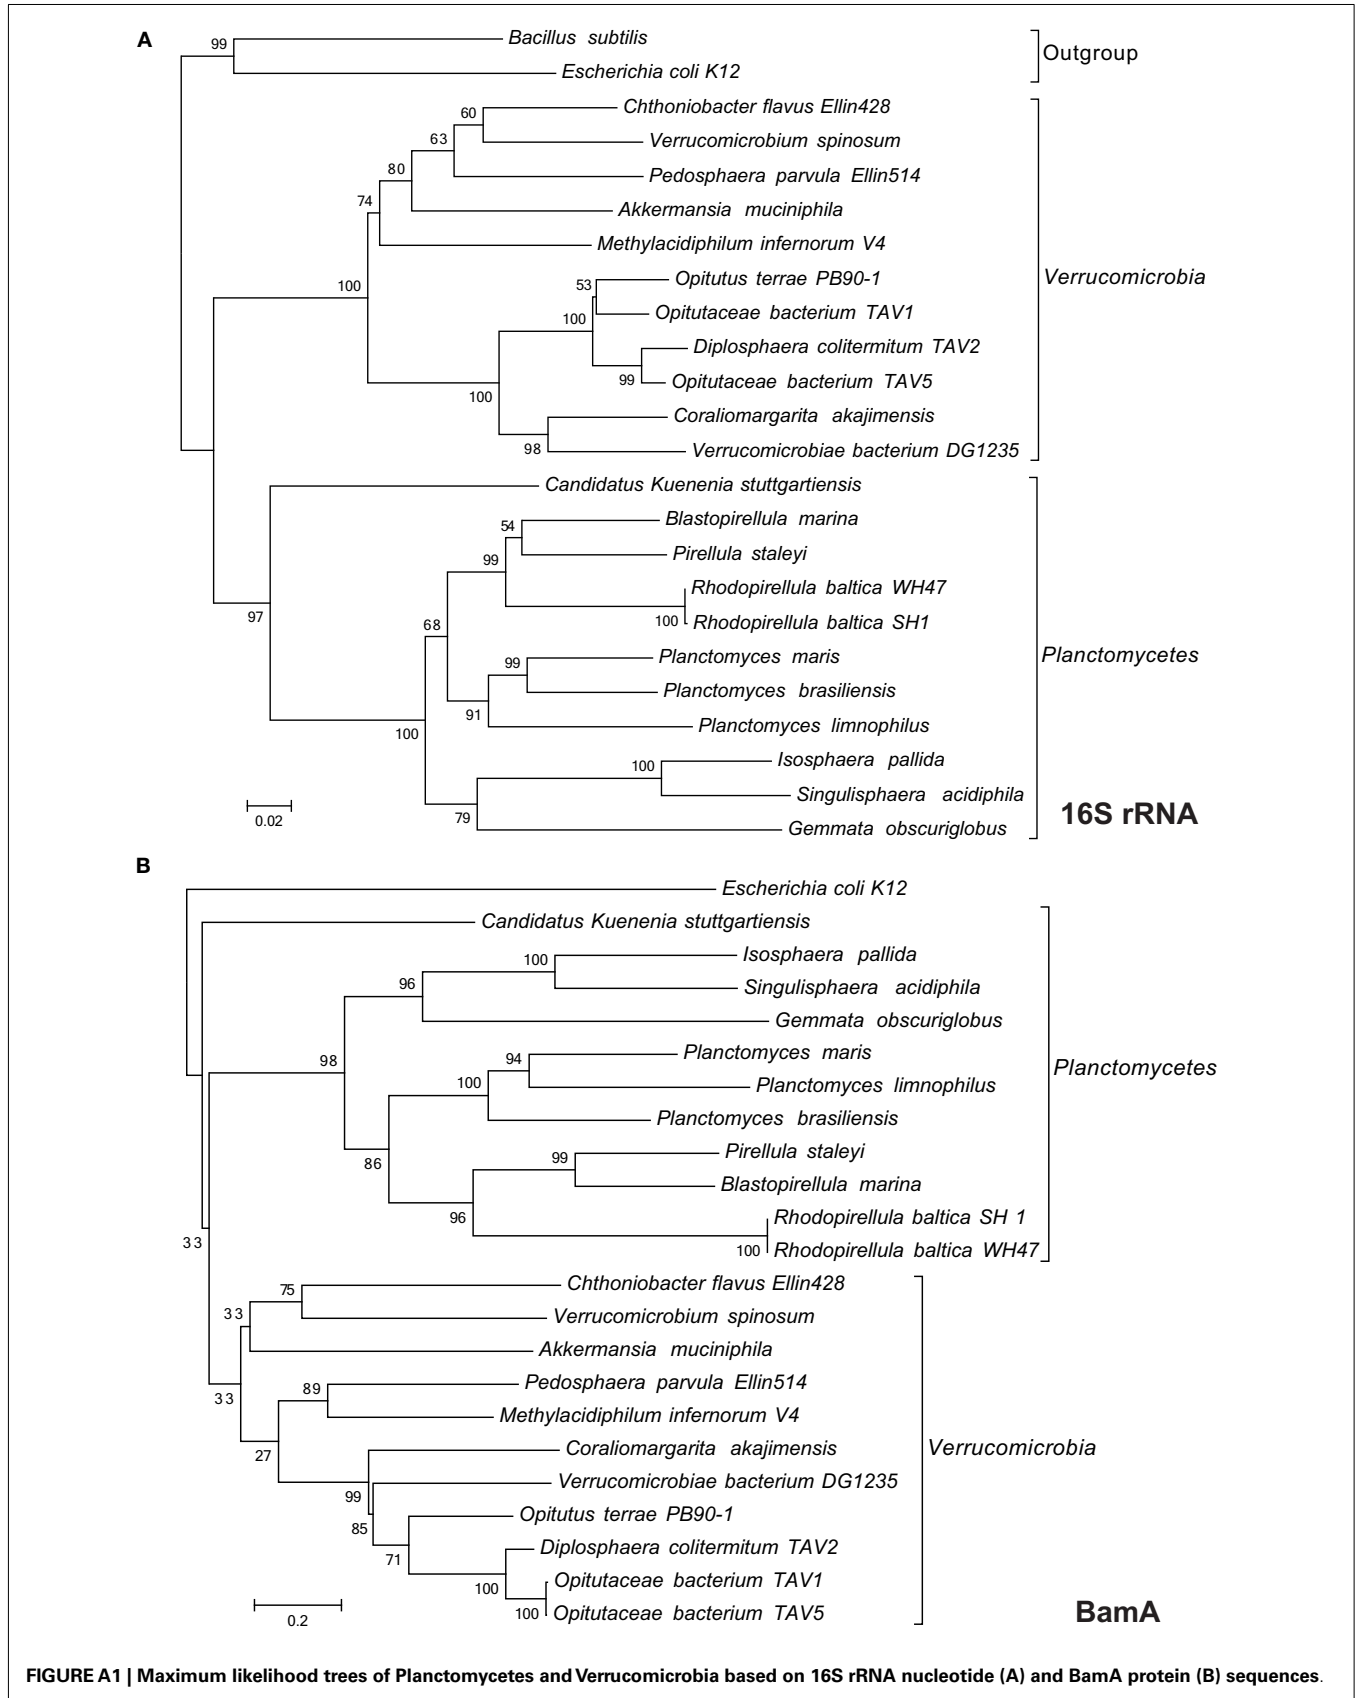 A
99
Bacillus subtilis
Escherichia coli K12
Outgroup
60
Chthoniobacter flavus Ellin428
63
Verrucomicrobium spinosum
80
Pedosphaera parvula Ellin514
74
Akkermansia muciniphila
Methylacidiphilum infernorum V4
100
53
Opitutus terrae PB90-1
Verrucomicrobia
100
Opitutaceae bacterium TAV1
Diplosphaera colitermitum TAV2
99
Opitutaceae bacterium TAV5
100
Coraliomargarita akajimensis
98
Verrucomicrobiae bacterium DG1235
Candidatus Kuenenia stuttgartiensis
54
Blastopirellula marina
99
Pirellula staleyi
Rhodopirellula baltica WH47
97
100
Rhodopirellula baltica SH1
68
99
Planctomyces maris
Planctomycetes
Planctomyces brasiliensis
91
Planctomyces limnophilus
100
100
Isosphaera pallida
Singulisphaera acidiphila
79
Gemmata obscuriglobus
0.02
16S rRNA
B
Escherichia coli K12
Candidatus Kuenenia stuttgartiensis
100
Isosphaera pallida
96
Singulisphaera acidiphila
Gemmata obscuriglobus
98
94
Planctomyces maris
Planctomycetes
100
Planctomyces limnophilus
Planctomyces brasiliensis
86
99
Pirellula staleyi
Blastopirellula marina
96
Rhodopirellula baltica SH 1
33
100
Rhodopirellula baltica WH47
75
Chthoniobacter flavus Ellin428
33
Verrucomicrobium spinosum
Akkermansia muciniphila
33
89
Pedosphaera parvula Ellin514
Methylacidiphilum infernorum V4
27
Coraliomargarita akajimensis
Verrucomicrobia
99
Verrucomicrobiae bacterium DG1235
85
Opitutus terrae PB90-1
71
Diplosphaera colitermitum TAV2
100
Opitutaceae bacterium TAV1
100
Opitutaceae bacterium TAV5
0.2
BamA
FIGURE A1 | Maximum likelihood trees of Planctomycetes and Verrucomicrobia based on 16S rRNA nucleotide (A) and BamA protein (B) sequences.